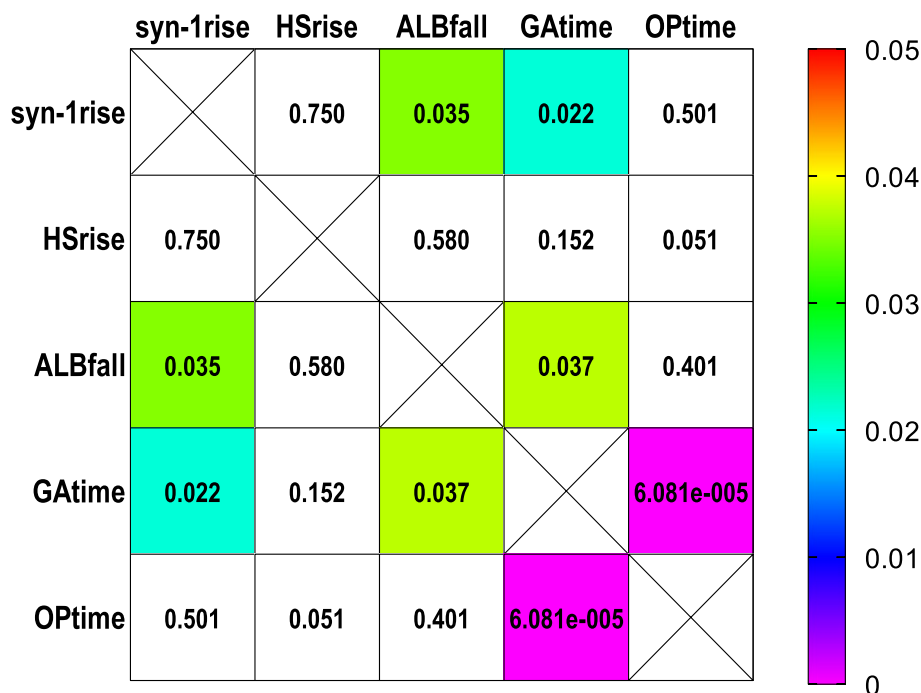 syn-1rise HSrise ALBfall GAtime OPtime
syn-1rise 0.750 0.035 0.022 0.501
HSrise 0.750 0.580 0.152 0.051
ALBfall 0.035 0.580 0.037 0.401
GAtime 0.022 0.152 0.037 6.081e-005
OPtime 0.501 0.051 0.401 6.081e-005
0.05
0.04
0.03
0.02
0.01
0